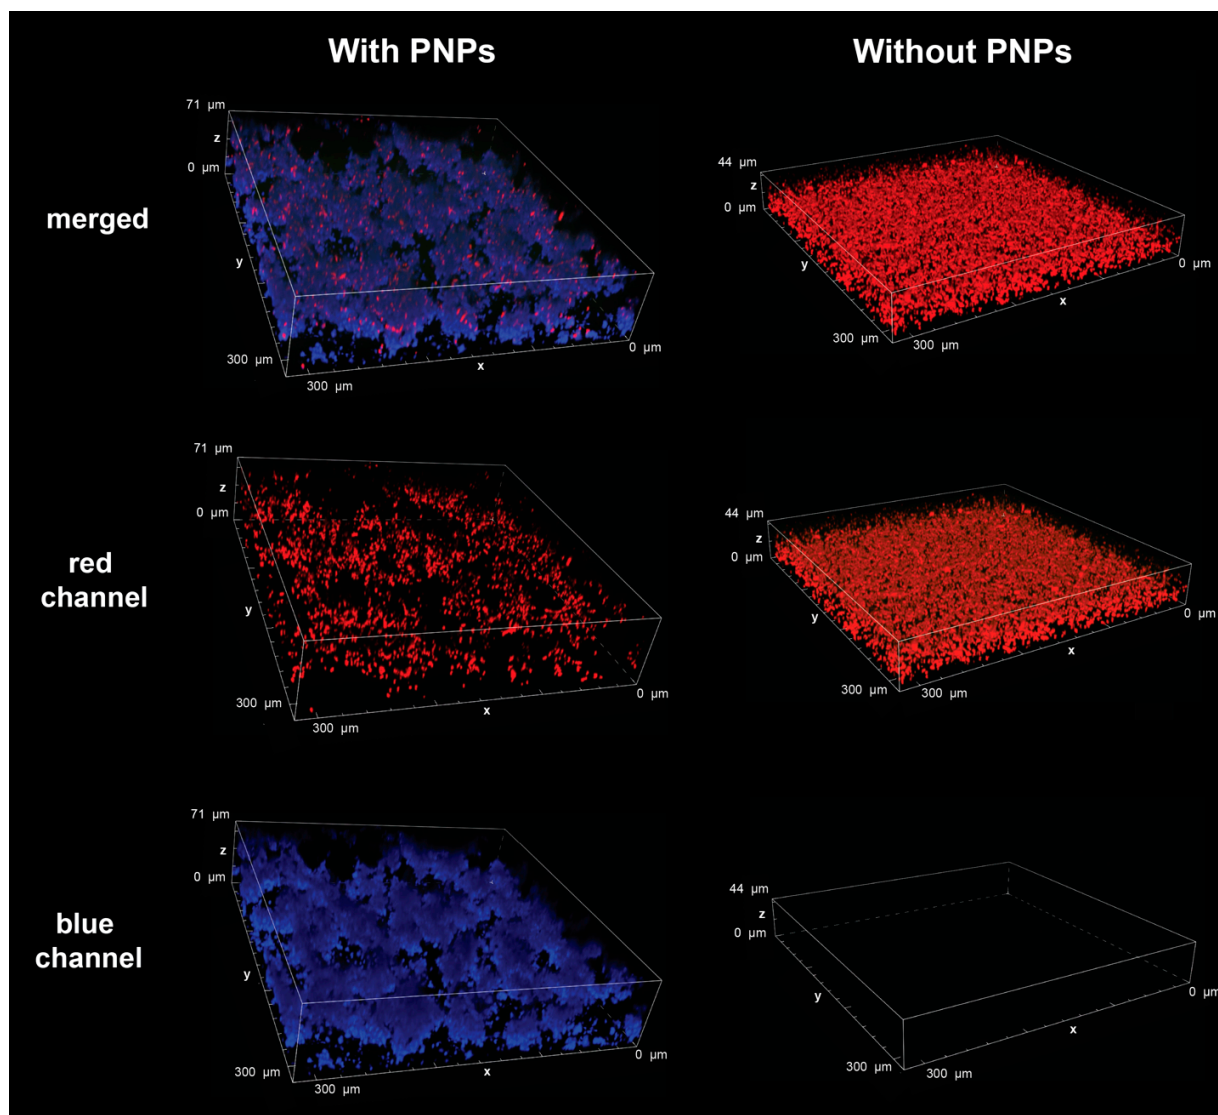 With PNPs
Without PNPs
merged
71 µm
z
0 µm
y
300 µm
300 µm
x
0 µm
44 µm
z
0 µm
y
300 µm
300 µm
x
0 µm
red
channel
71 µm
z
0 µm
y
300 µm
300 µm
x
0 µm
44 µm
z
0 µm
y
300 µm
300 µm
x
0 µm
blue
channel
71 µm
z
0 µm
y
300 µm
300 µm
x
0 µm
44 µm
z
0 µm
y
300 µm
300 µm
x
0 µm